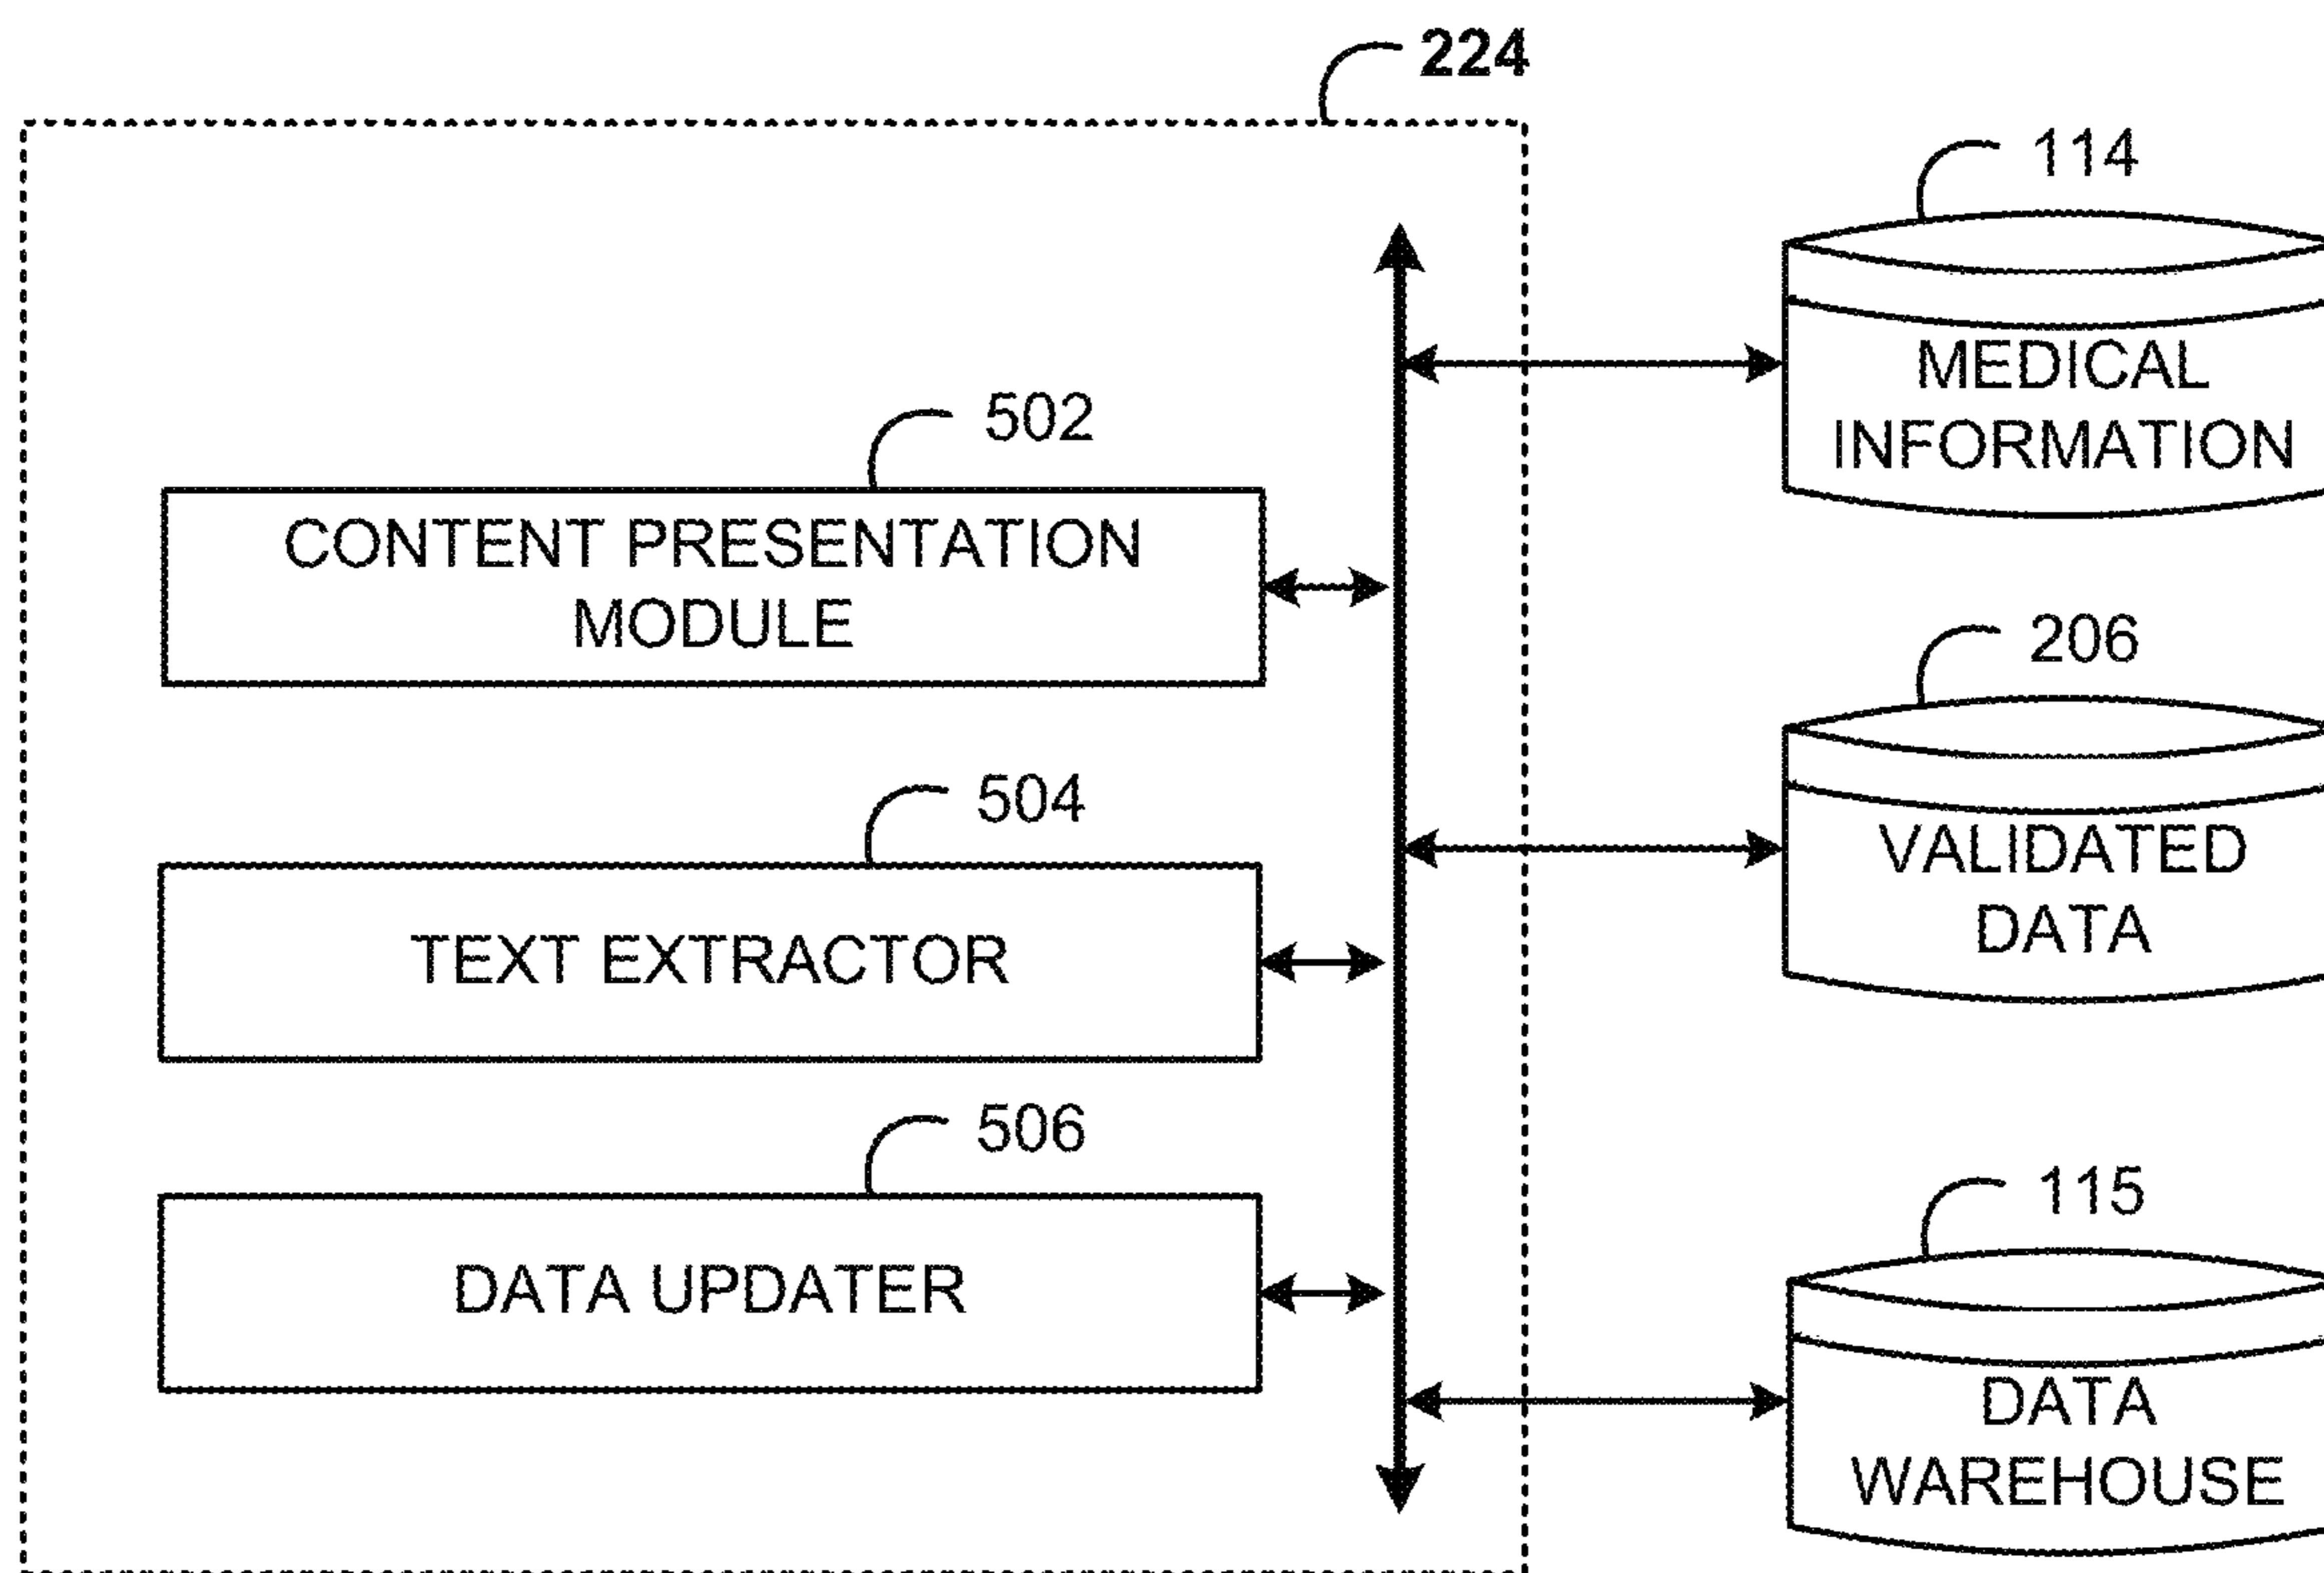 224
114
MEDICAL
INFORMATION
502
CONTENT PRESENTATION
MODULE
206
VALIDATED
DATA
504
TEXT EXTRACTOR
506
DATA UPDATER
115
DATA
WAREHOUSE